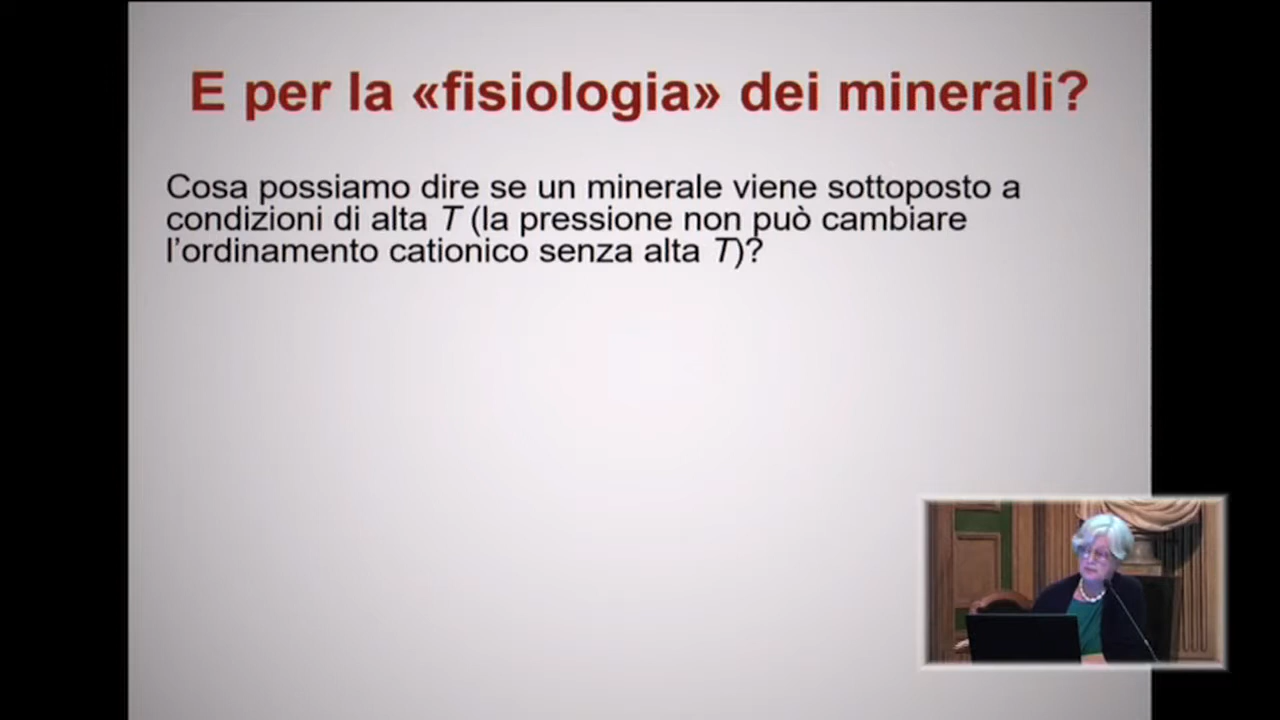 E per la «fisiologia» dei minerali?
Cosa possiamo dire se un minerale viene sottoposto a
condizioni di alta T (la pressione non può cambiare
l’ordinamento cationico senza alta T)?